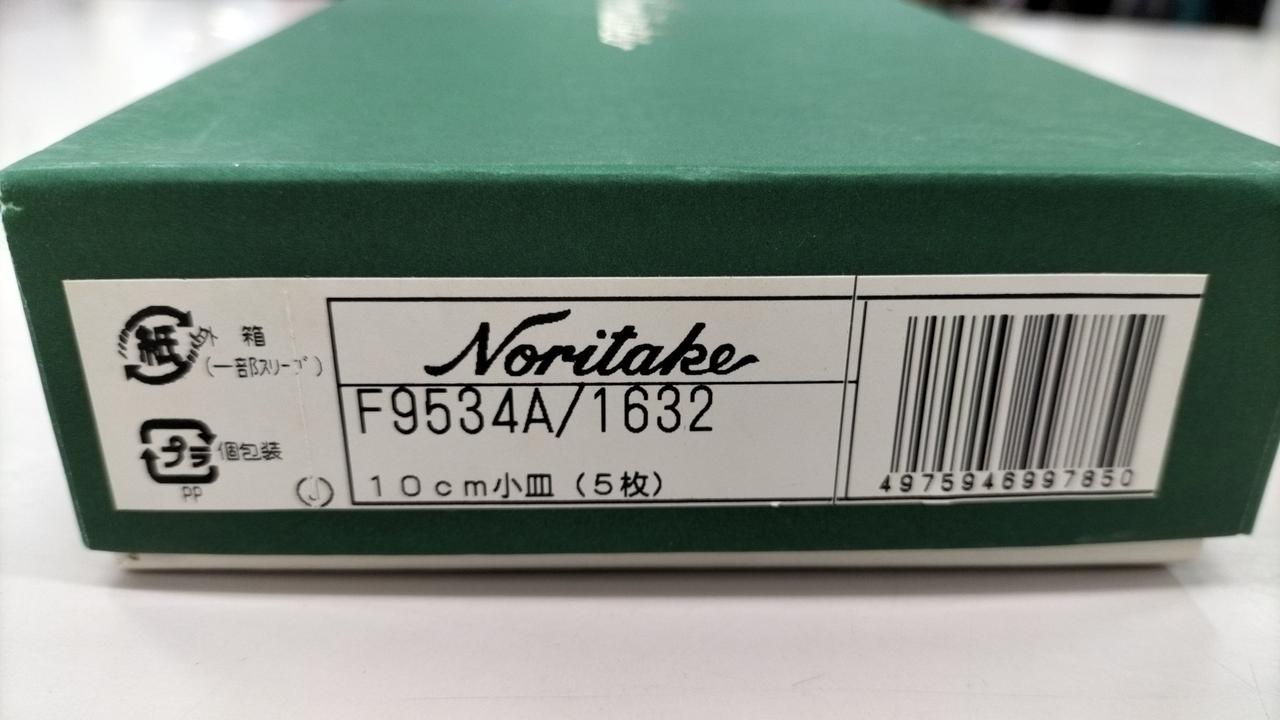 紙 外箱
(一部スリーブ)
プラ 個包装
PP
(J)
Noritake
F9534A/1632
10cm小皿(5枚)
4975946997850